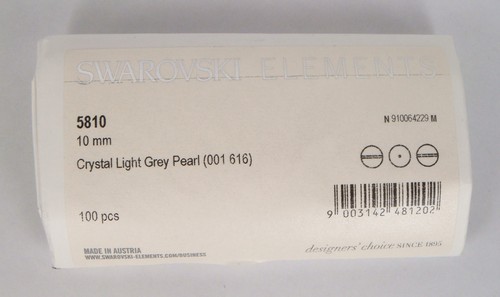 SWAROVSKI ELEMENTS
5810
10 mm
N 910064229 M
Crystal Light Grey Pearl (001 616)
100 pcs
9 003142 481202
MADE IN AUSTRIA
WWW.SWAROVSKI-ELEMENTS.COM/BUSINESS
designers' choice SINCE 1895